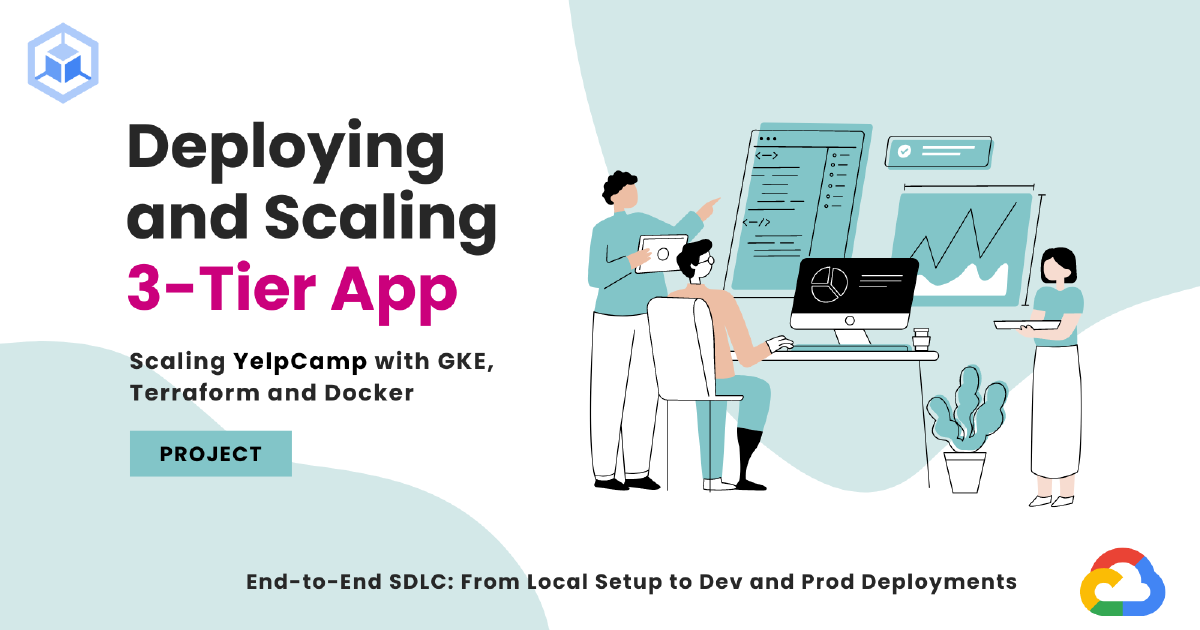 Deploying
and Scaling
3-Tier App
Scaling YelpCamp with GKE,
Terraform and Docker
PROJECT
<->
</>
End-to-End SDLC: From Local Setup to Dev and Prod Deployments